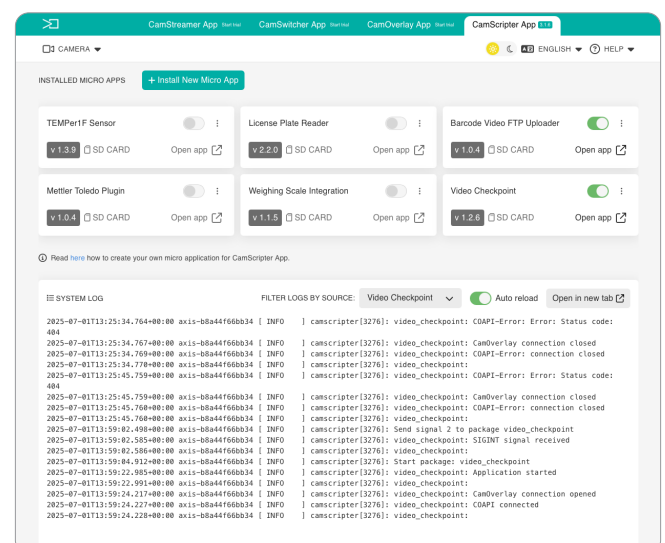 CamStreamer App Start trial CamSwitcher App Start trial CamOverlay App Start trial CamScripter App 3.1.6
CAMERA ENGLISH HELP
INSTALLED MICRO APPS + Install New Micro App
TEMPer1F Sensor License Plate Reader Barcode Video FTP Uploader
v 1.3.9 SD CARD Open app v 2.2.0 SD CARD Open app v 1.0.4 SD CARD Open app
Mettler Toledo Plugin Weighing Scale Integration Video Checkpoint
v 1.0.4 SD CARD Open app v 1.1.5 SD CARD Open app v 1.2.6 SD CARD Open app
Read here how to create your own micro application for CamScripter App.
SYSTEM LOG FILTER LOGS BY SOURCE: Video Checkpoint Auto reload Open in new tab
2025-07-01T13:25:34.764+00:00 axis-b8a44f66bb34 [ INFO    ] camscripter[3276]: video_checkpoint: COAPI-Error: Error: Status code:
404
2025-07-01T13:25:34.767+00:00 axis-b8a44f66bb34 [ INFO    ] camscripter[3276]: video_checkpoint: CamOverlay connection closed
2025-07-01T13:25:34.769+00:00 axis-b8a44f66bb34 [ INFO    ] camscripter[3276]: video_checkpoint: COAPI-Error: connection closed
2025-07-01T13:25:34.770+00:00 axis-b8a44f66bb34 [ INFO    ] camscripter[3276]: video_checkpoint:
2025-07-01T13:25:45.759+00:00 axis-b8a44f66bb34 [ INFO    ] camscripter[3276]: video_checkpoint: COAPI-Error: Error: Status code:
404
2025-07-01T13:25:45.759+00:00 axis-b8a44f66bb34 [ INFO    ] camscripter[3276]: video_checkpoint: CamOverlay connection closed
2025-07-01T13:25:45.760+00:00 axis-b8a44f66bb34 [ INFO    ] camscripter[3276]: video_checkpoint: COAPI-Error: connection closed
2025-07-01T13:25:45.760+00:00 axis-b8a44f66bb34 [ INFO    ] camscripter[3276]: video_checkpoint:
2025-07-01T13:59:02.498+00:00 axis-b8a44f66bb34 [ INFO    ] camscripter[3276]: Send signal 2 to package video_checkpoint
2025-07-01T13:59:02.585+00:00 axis-b8a44f66bb34 [ INFO    ] camscripter[3276]: video_checkpoint: SIGINT signal received
2025-07-01T13:59:02.586+00:00 axis-b8a44f66bb34 [ INFO    ] camscripter[3276]: video_checkpoint:
2025-07-01T13:59:04.912+00:00 axis-b8a44f66bb34 [ INFO    ] camscripter[3276]: Start package: video_checkpoint
2025-07-01T13:59:22.985+00:00 axis-b8a44f66bb34 [ INFO    ] camscripter[3276]: video_checkpoint: Application started
2025-07-01T13:59:22.991+00:00 axis-b8a44f66bb34 [ INFO    ] camscripter[3276]: video_checkpoint:
2025-07-01T13:59:24.217+00:00 axis-b8a44f66bb34 [ INFO    ] camscripter[3276]: video_checkpoint: CamOverlay connection opened
2025-07-01T13:59:24.227+00:00 axis-b8a44f66bb34 [ INFO    ] camscripter[3276]: video_checkpoint: COAPI connected
2025-07-01T13:59:24.228+00:00 axis-b8a44f66bb34 [ INFO    ] camscripter[3276]: video_checkpoint: